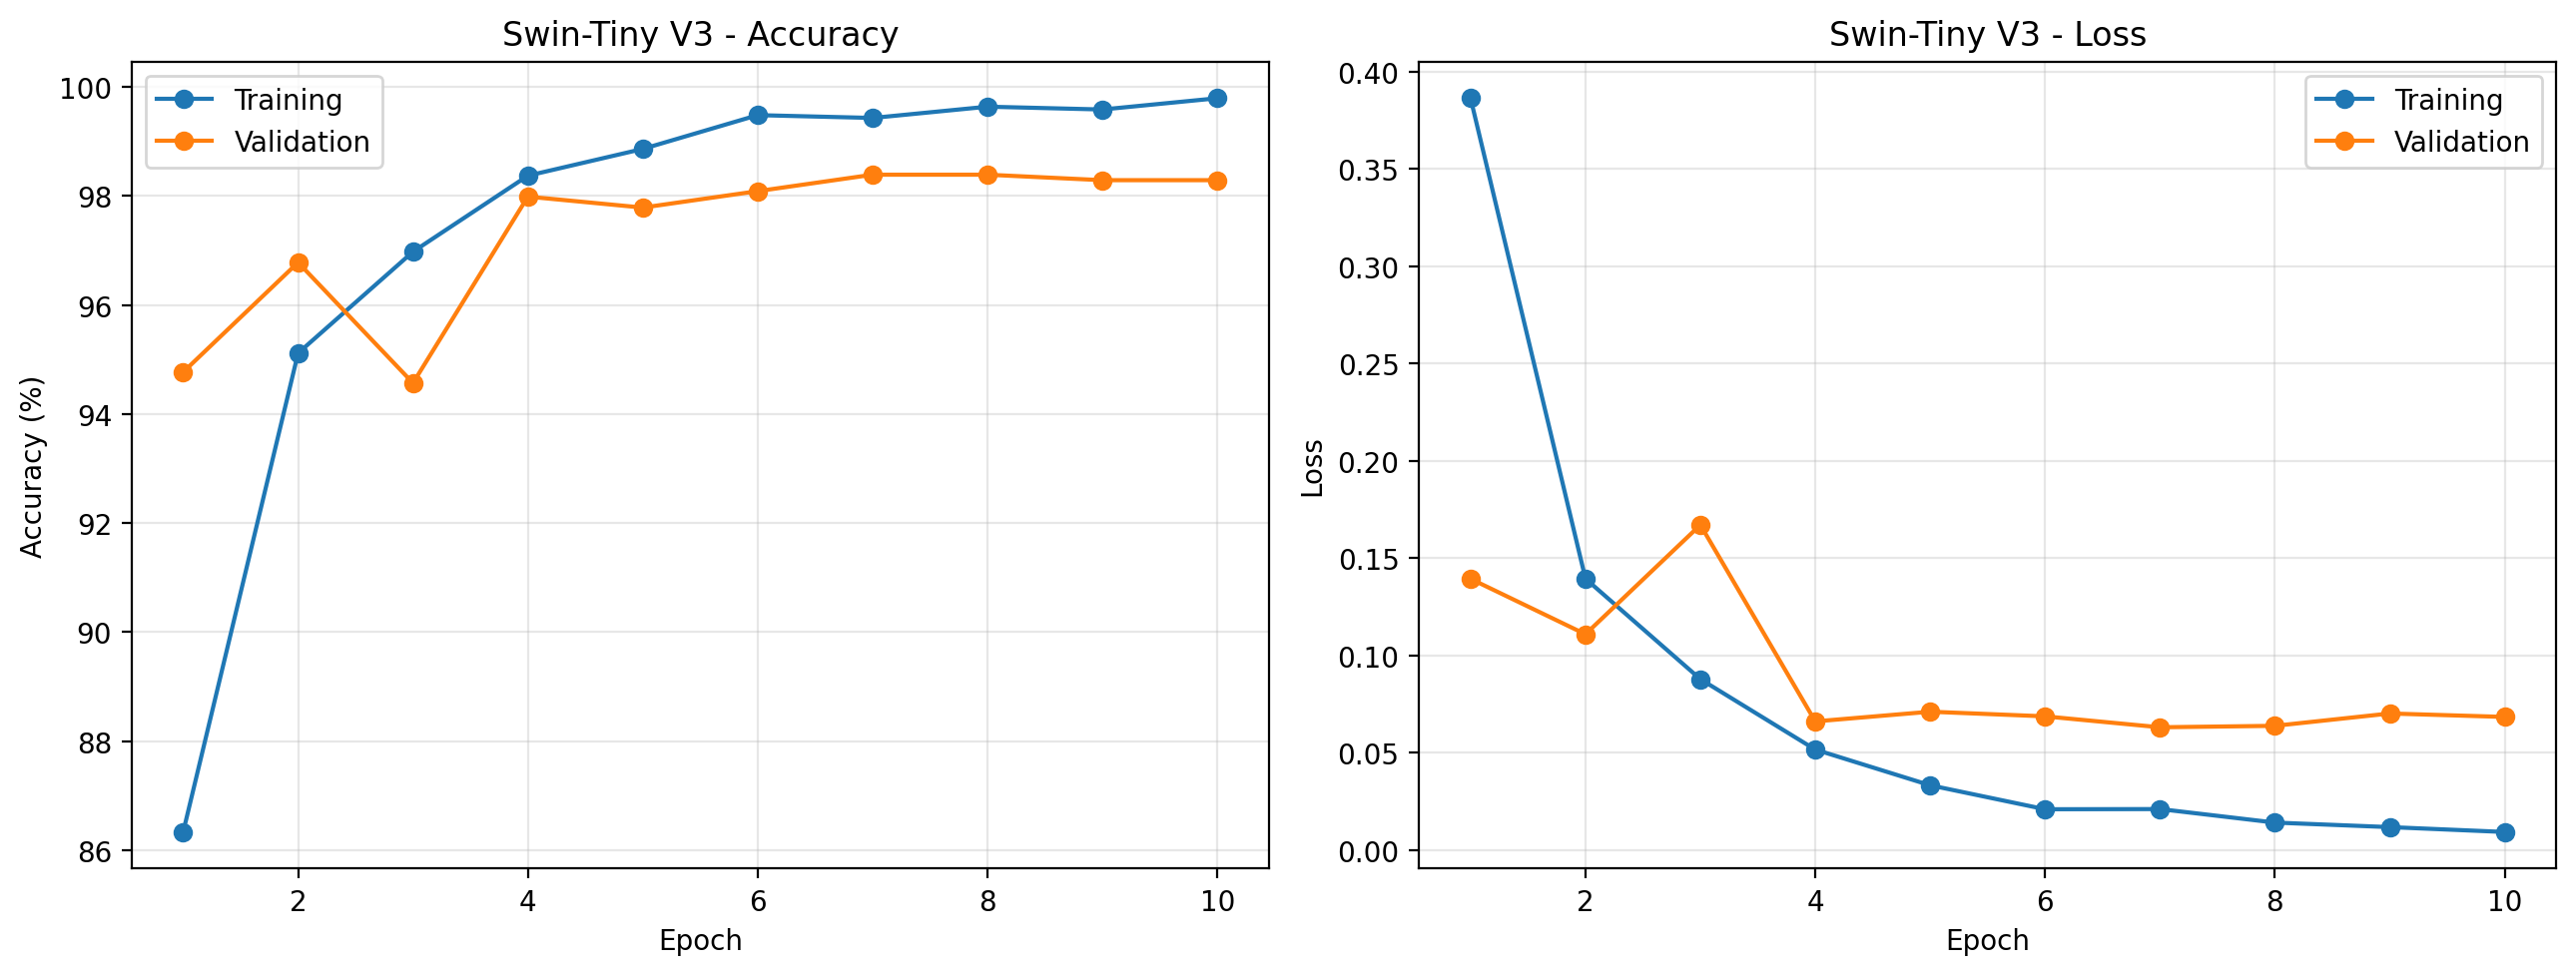 Swin-Tiny V3 - Accuracy
100
98
96
94
92
90
88
86
Accuracy (%)
Training
Validation
2
4
6
8
10
Epoch
Swin-Tiny V3 - Loss
0.40
0.35
0.30
0.25
0.20
0.15
0.10
0.05
0.00
Loss
Training
Validation
2
4
6
8
10
Epoch